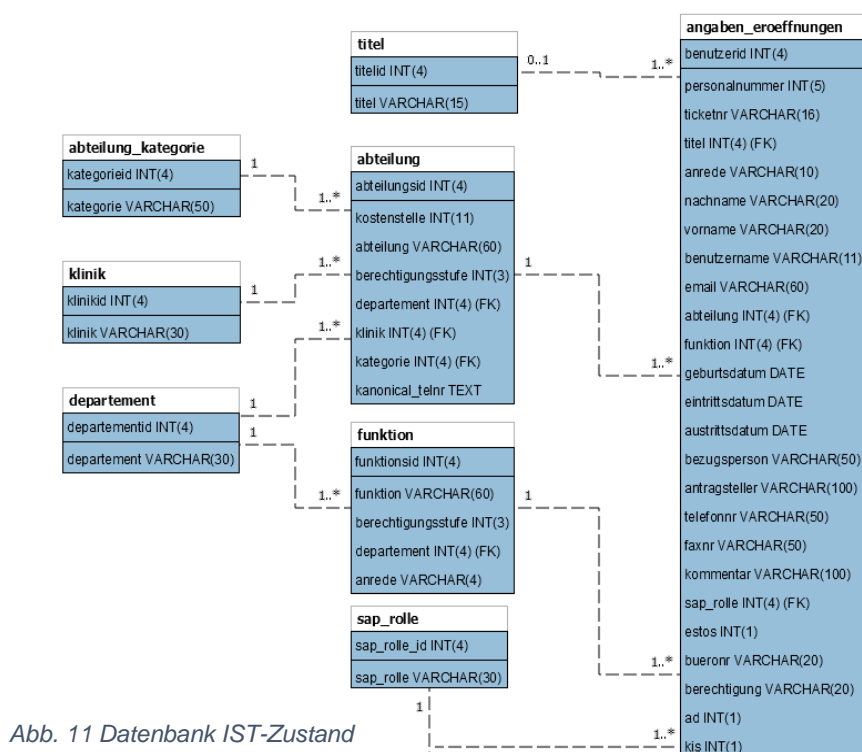 titel
titelid INT(4)
titel VARCHAR(15)
0..1
1..*
abteilung_kategorie
kategorieid INT(4)
kategorie VARCHAR(50)
1
1..*
klinik
klinikid INT(4)
klinik VARCHAR(30)
1
1..*
departement
departementid INT(4)
departement VARCHAR(30)
1
1..*
1
1..*
abteilung
abteilungsid INT(4)
kostenstelle INT(11)
abteilung VARCHAR(60)
berechtigungsstufe INT(3)
departement INT(4) (FK)
klinik INT(4) (FK)
kategorie INT(4) (FK)
kanonical_telnr TEXT
1
1..*
funktion
funktionsid INT(4)
funktion VARCHAR(60)
berechtigungsstufe INT(3)
departement INT(4) (FK)
anrede VARCHAR(4)
1
1..*
sap_rolle
sap_rolle_id INT(4)
sap_rolle VARCHAR(30)
1
1..*
angaben_eroeffnungen
benutzerid INT(4)
personalnummer INT(5)
ticketnr VARCHAR(16)
titel INT(4) (FK)
anrede VARCHAR(10)
nachname VARCHAR(20)
vorname VARCHAR(20)
benutzername VARCHAR(11)
email VARCHAR(60)
abteilung INT(4) (FK)
funktion INT(4) (FK)
geburtsdatum DATE
eintrittsdatum DATE
austrittsdatum DATE
bezugsperson VARCHAR(50)
antragsteller VARCHAR(100)
telefonnr VARCHAR(50)
faxnr VARCHAR(50)
kommentar VARCHAR(100)
sap_rolle INT(4) (FK)
estos INT(1)
bueronr VARCHAR(20)
berechtigung VARCHAR(20)
ad INT(1)
kis INT(1)
Abb. 11 Datenbank IST-Zustand